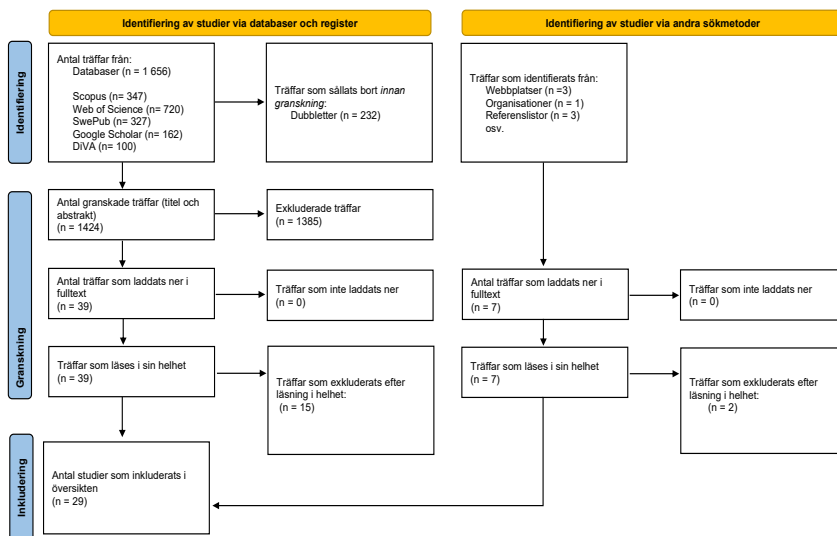 Identifiering av studier via databaser och register
Identifiering av studier via andra sökmetoder
Identifiering
Antal träffar från:
Databaser (n = 1 656)
Scopus (n= 347)
Web of Science (n= 720)
SwePub (n= 327)
Google Scholar (n= 162)
DiVA (n= 100)
Träffar som sållats bort innan
granskning:
Dubbletter (n = 232)
Träffar som identifierats från:
Webbplatser (n =3)
Organisationer (n = 1)
Referenslistor (n = 3)
osv.
Granskning
Antal granskade träffar (titel och
abstrakt)
(n = 1424)
Exkluderade träffar
(n = 1385)
Antal träffar som laddats ner i
fulltext
(n = 39)
Träffar som inte laddats ner
(n = 0)
Antal träffar som laddats ner i
fulltext
(n = 7)
Träffar som inte laddats ner
(n = 0)
Träffar som läses i sin helhet
(n = 39)
Träffar som exkluderats efter
läsning i helhet:
(n = 15)
Träffar som läses i sin helhet
(n = 7)
Träffar som exkluderats efter
läsning i helhet:
(n = 2)
Inkludering
Antal studier som inkluderats i
översikten
(n = 29)